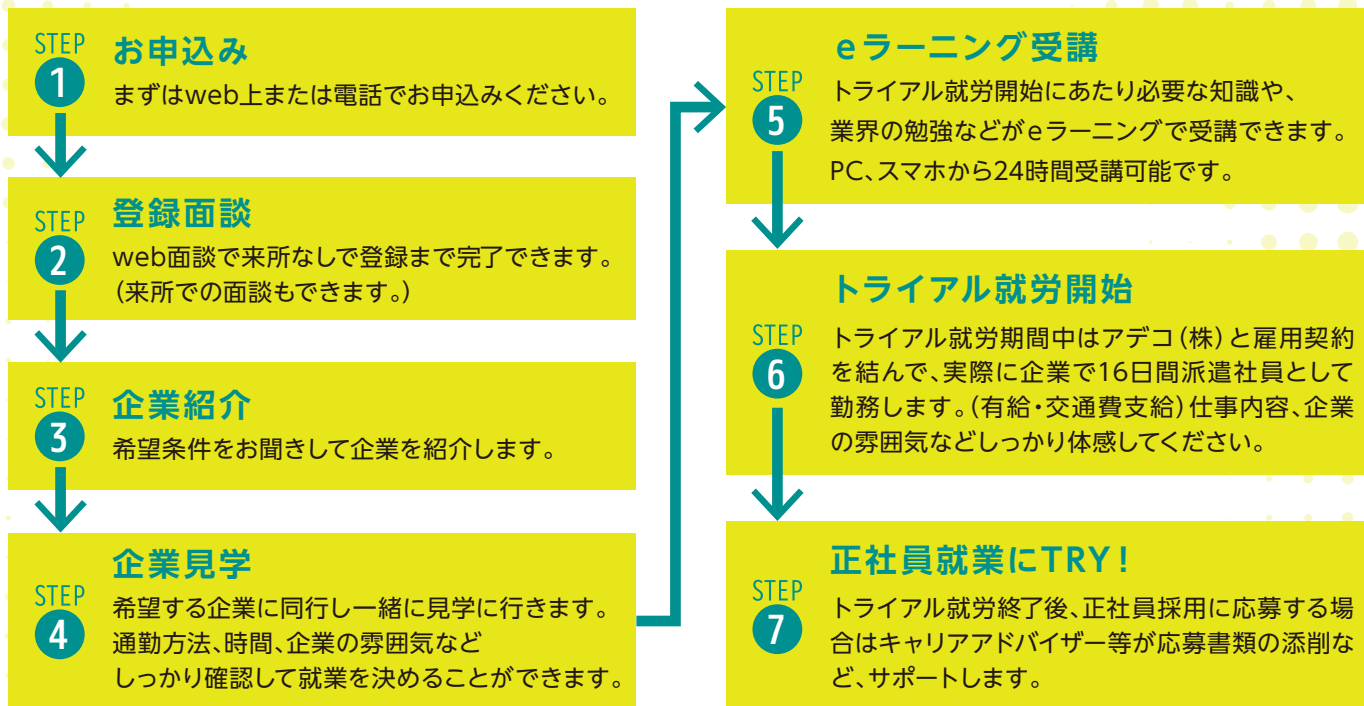 STEP
1
お申込み
まずはweb上または電話でお申込みください。
STEP
2
登録面談
web面談で来所なしで登録まで完了できます。
(来所での面談もできます。)
STEP
3
企業紹介
希望条件をお聞きして企業を紹介します。
STEP
4
企業見学
希望する企業に同行し一緒に見学に行きます。
通勤方法、時間、企業の雰囲気など
しっかり確認して就業を決めることができます。
STEP
5
eラーニング受講
トライアル就労開始にあたり必要な知識や、
業界の勉強などがeラーニングで受講できます。
PC、スマホから24時間受講可能です。
STEP
6
トライアル就労開始
トライアル就労期間中はアデコ(株)と雇用契約
を結んで、実際に企業で16日間派遣社員として
勤務します。(有給・交通費支給)仕事内容、企業
の雰囲気などしっかり体感してください。
STEP
7
正社員就業にTRY!
トライアル就労終了後、正社員採用に応募する場
合はキャリアアドバイザー等が応募書類の添削な
ど、サポートします。